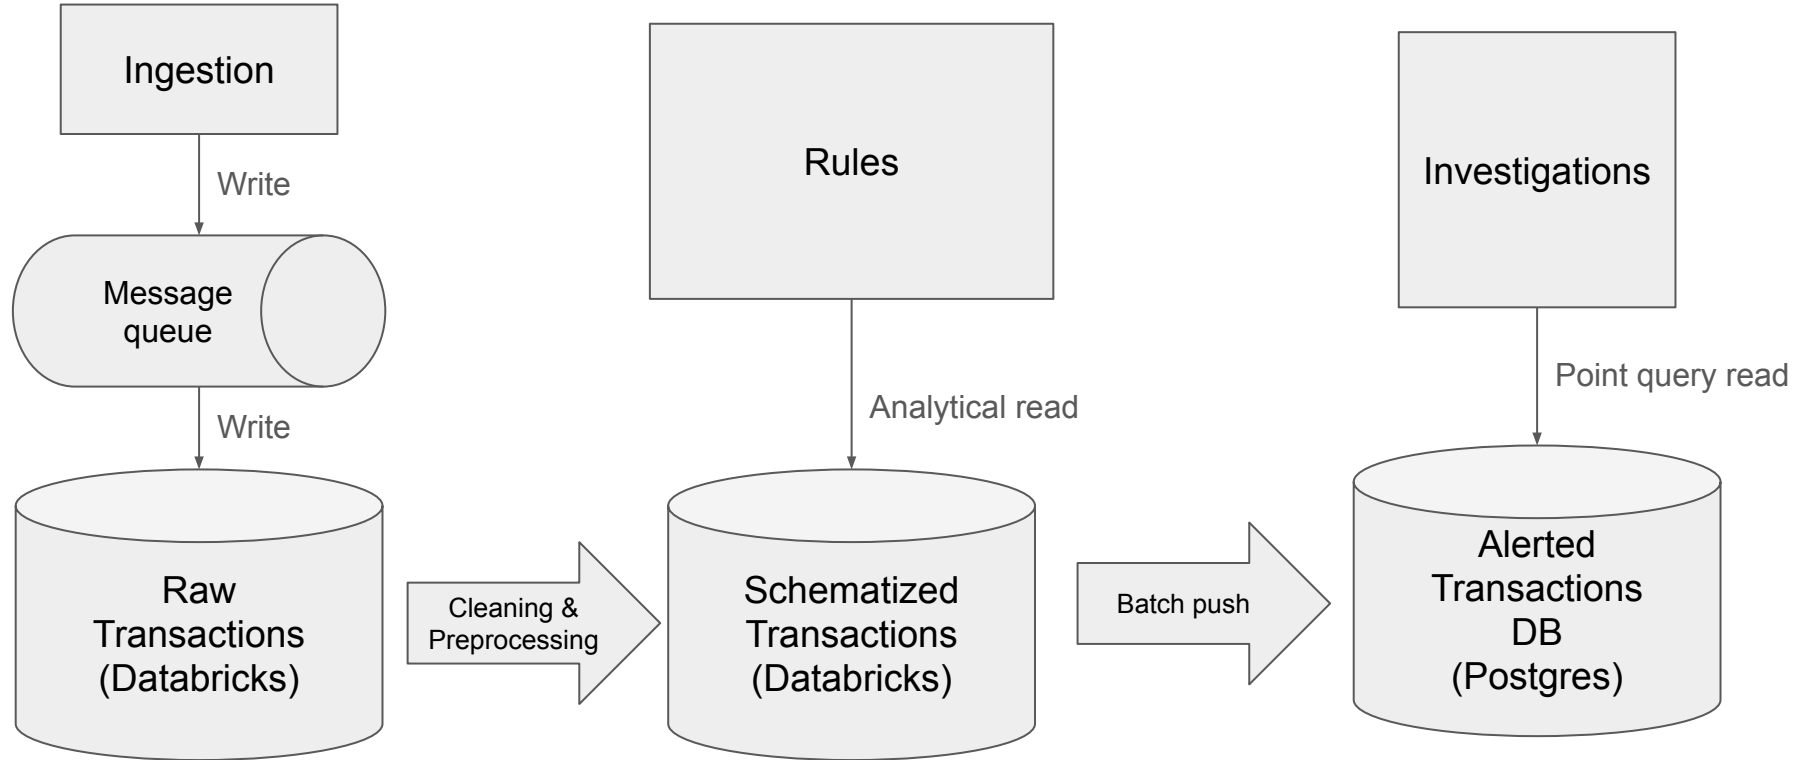 Ingestion
Write
Message
queue
Write
Raw
Transactions
(Databricks)
Cleaning &
Preprocessing
Rules
Analytical read
Schematized
Transactions
(Databricks)
Batch push
Investigations
Point query read
Alerted
Transactions
DB
(Postgres)